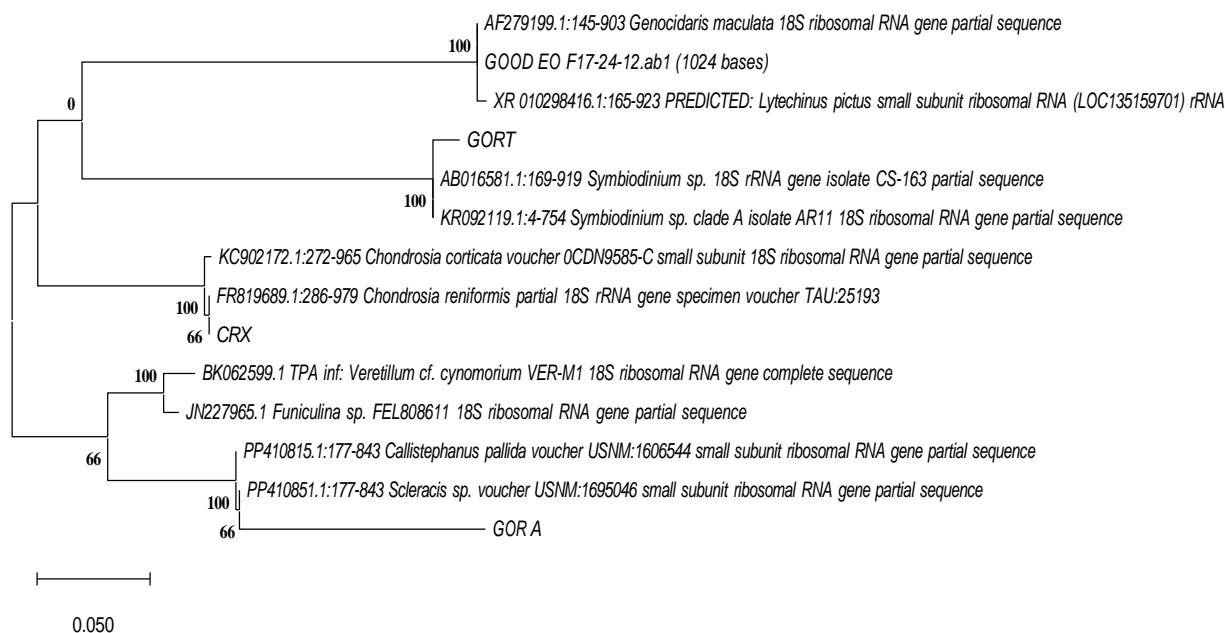 AF279199.1:145-903 Genocidaris maculata 18S ribosomal RNA gene partial sequence
100
GOOD EO F17-24-12.ab1 (1024 bases)
0
XR 010298416.1:165-923 PREDICTED: Lytechinus pictus small subunit ribosomal RNA (LOC135159701) rRNA
GORT
AB016581.1:169-919 Symbiodinium sp. 18S rRNA gene isolate CS-163 partial sequence
100
KR092119.1:4-754 Symbiodinium sp. clade A isolate AR11 18S ribosomal RNA gene partial sequence
KC902172.1:272-965 Chondrosia corticata voucher 0CDN9585-C small subunit 18S ribosomal RNA gene partial sequence
FR819689.1:286-979 Chondrosia reniformis partial 18S rRNA gene specimen voucher TAU:25193
100
66 CRX
100
BK062599.1 TPA inf: Veretillum cf. cynomorium VER-M1 18S ribosomal RNA gene complete sequence
JN227965.1 Funiculina sp. FEL808611 18S ribosomal RNA gene partial sequence
66
PP410815.1:177-843 Callistephanus pallida voucher USNM:1606544 small subunit ribosomal RNA gene partial sequence
PP410851.1:177-843 Scleracis sp. voucher USNM:1695046 small subunit ribosomal RNA gene partial sequence
100
66
GOR A
0.050